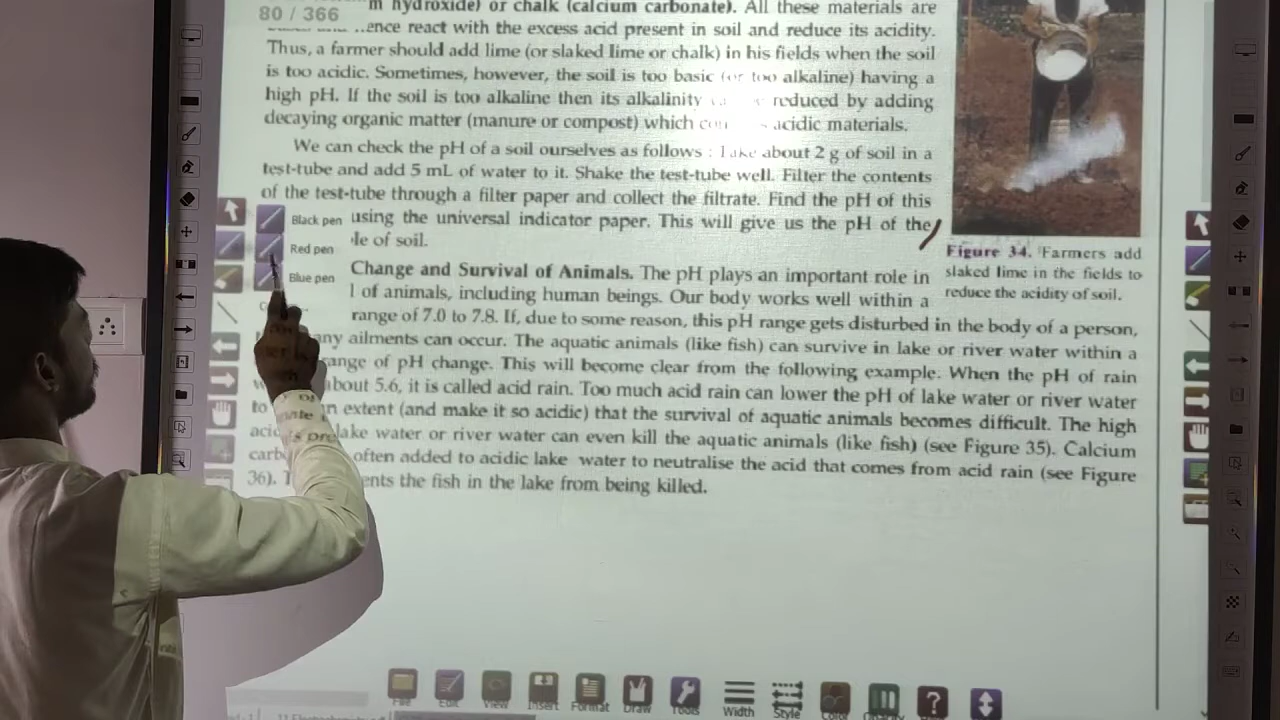 80 / 366
m hydroxide) or chalk (calcium carbonate). All these materials are
ence react with the excess acid present in soil and reduce its acidity.
Thus, a farmer should add lime (or slaked lime or chalk) in his fields when the soil
is too acidic. Sometimes, however, the soil is too basic (or too alkaline) having a
high pH. If the soil is too alkaline then its alkalinity reduced by adding
decaying organic matter (manure or compost) which acidic materials.
We can check the pH of a soil ourselves as follows : Take about 2 g of soil in a
test-tube and add 5 mL of water to it. Shake the test-tube well. Filter the contents
of the test-tube through a filter paper and collect the filtrate. Find the pH of this
using the universal indicator paper. This will give us the pH of the
le of soil.
Black pen
Red pen
Blue pen
Figure 34. Farmers add
slaked lime in the fields to
reduce the acidity of soil.
Change and Survival of Animals. The pH plays an important role in
l of animals, including human beings. Our body works well within a
range of 7.0 to 7.8. If, due to some reason, this pH range gets disturbed in the body of a person,
ny ailments can occur. The aquatic animals (like fish) can survive in lake or river water within a
range of pH change. This will become clear from the following example. When the pH of rain
about 5.6, it is called acid rain. Too much acid rain can lower the pH of lake water or river water
to an extent (and make it so acidic) that the survival of aquatic animals becomes difficult. The high
lake water or river water can even kill the aquatic animals (like fish) (see Figure 35). Calcium
carb often added to acidic lake water to neutralise the acid that comes from acid rain (see Figure
36). ents the fish in the lake from being killed.
File Edit View Insert Format Draw Tools Width Style Color